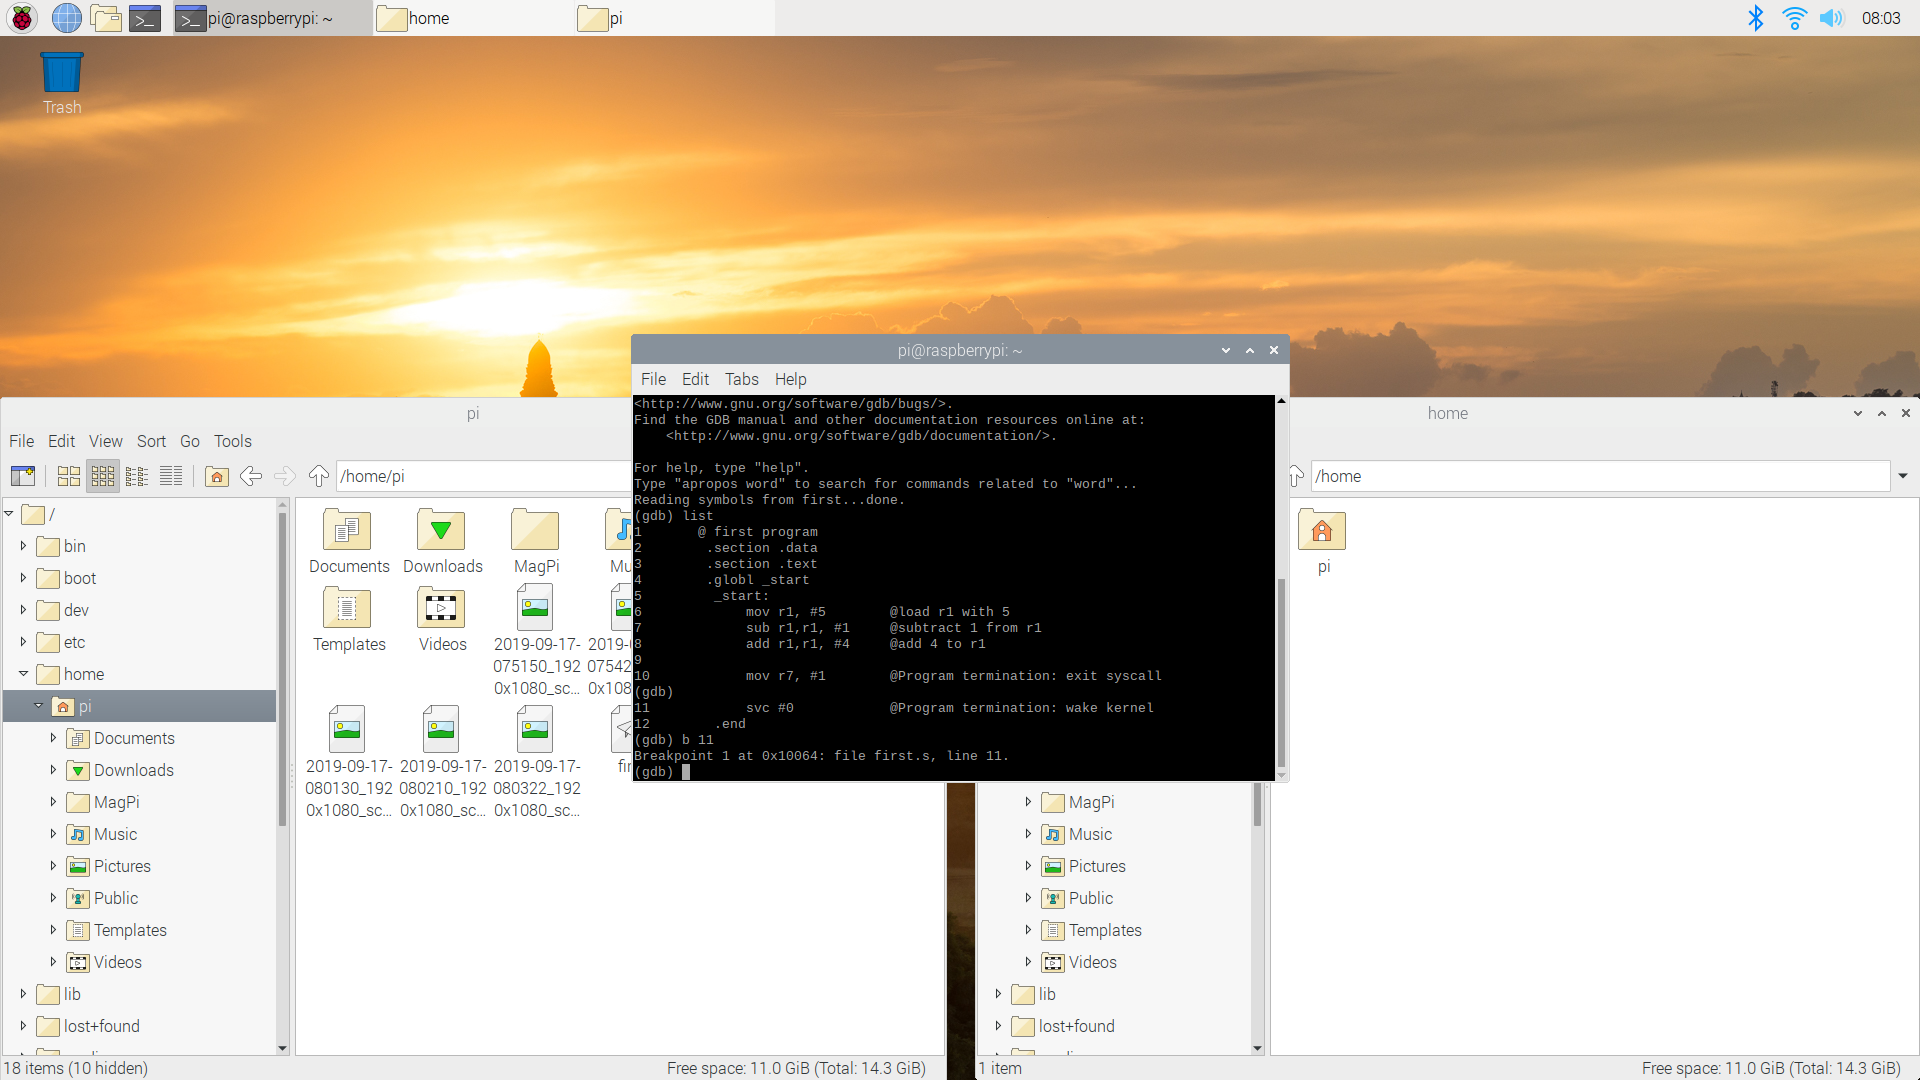 pi@raspberrypi: ~
home
pi
08:03
Trash
pi@raspberrypi: ~
File Edit Tabs Help
<http://www.gnu.org/software/gdb/bugs/>.
Find the GDB manual and other documentation resources online at:
<http://www.gnu.org/software/gdb/documentation/>.
For help, type "help".
Type "apropos word" to search for commands related to "word"...
Reading symbols from first...done.
(gdb) list
1 @ first program
2 .section .data
3 .section .text
4 .globl _start
5 _start:
6 mov r1, #5 @load r1 with 5
7 sub r1,r1, #1 @subtract 1 from r1
8 add r1,r1, #4 @add 4 to r1
9
10 mov r7, #1 @Program termination: exit syscall
(gdb)
11 svc #0 @Program termination: wake kernel
12 .end
(gdb) b 11
Breakpoint 1 at 0x10064: file first.s, line 11.
(gdb)
pi
File Edit View Sort Go Tools
/home/pi
/
bin
boot
dev
etc
home
pi
Documents
Downloads
MagPi
Music
Pictures
Public
Templates
Videos
lib
lost+found
Documents
Downloads
MagPi
Mu
Templates
Videos
2019-09-17-
075150_192
0x1080_sc...
2019-
07542
0x108
2019-09-17-
080130_192
0x1080_sc...
2019-09-17-
080210_192
0x1080_sc...
2019-09-17-
080322_192
0x1080_sc...
fir
18 items (10 hidden)
Free space: 11.0 GiB (Total: 14.3 GiB)
home
/home
pi
MagPi
Music
Pictures
Public
Templates
Videos
lib
lost+found
1 item
Free space: 11.0 GiB (Total: 14.3 GiB)